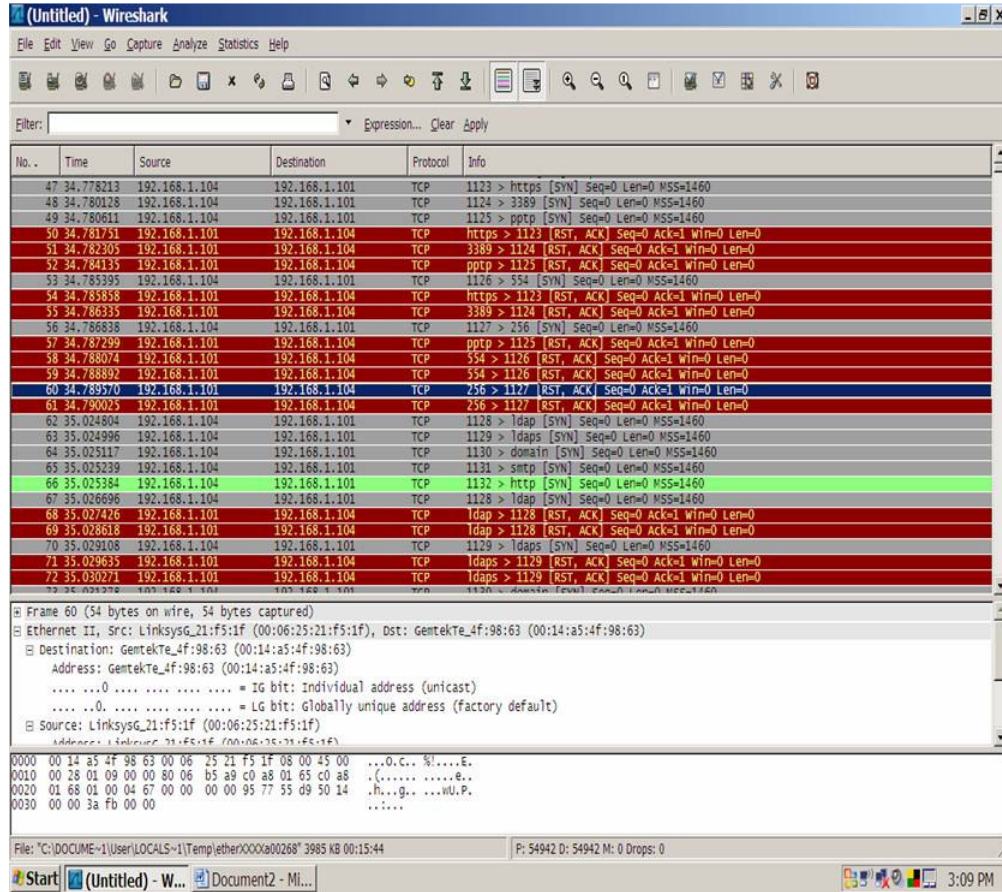 (Untitled) - Wireshark
File Edit View Go Capture Analyze Statistics Help
Filter: Expression... Clear Apply
No. . Time Source Destination Protocol Info
47 34.778213 192.168.1.104 192.168.1.101 TCP 1123 > https [SYN] Seq=0 Len=0 MSS=1460
48 34.780128 192.168.1.104 192.168.1.101 TCP 1124 > 3389 [SYN] Seq=0 Len=0 MSS=1460
49 34.780611 192.168.1.104 192.168.1.101 TCP 1125 > pptp [SYN] Seq=0 Len=0 MSS=1460
50 34.781751 192.168.1.101 192.168.1.104 TCP https > 1123 [RST, ACK] Seq=0 Ack=1 Win=0 Len=0
51 34.782305 192.168.1.101 192.168.1.104 TCP 3389 > 1124 [RST, ACK] Seq=0 Ack=1 Win=0 Len=0
52 34.784135 192.168.1.101 192.168.1.104 TCP pptp > 1125 [RST, ACK] Seq=0 Ack=1 Win=0 Len=0
53 34.785395 192.168.1.104 192.168.1.101 TCP 1126 > 554 [SYN] Seq=0 Len=0 MSS=1460
54 34.785858 192.168.1.101 192.168.1.104 TCP https > 1123 [RST, ACK] Seq=0 Ack=1 Win=0 Len=0
55 34.786335 192.168.1.101 192.168.1.104 TCP 3389 > 1124 [RST, ACK] Seq=0 Ack=1 Win=0 Len=0
56 34.786838 192.168.1.104 192.168.1.101 TCP 1127 > 256 [SYN] Seq=0 Len=0 MSS=1460
57 34.787299 192.168.1.101 192.168.1.104 TCP pptp > 1125 [RST, ACK] Seq=0 Ack=1 Win=0 Len=0
58 34.788074 192.168.1.101 192.168.1.104 TCP 554 > 1126 [RST, ACK] Seq=0 Ack=1 Win=0 Len=0
59 34.788892 192.168.1.101 192.168.1.104 TCP 554 > 1126 [RST, ACK] Seq=0 Ack=1 Win=0 Len=0
60 34.789570 192.168.1.101 192.168.1.104 TCP 256 > 1127 [RST, ACK] Seq=0 Ack=1 Win=0 Len=0
61 34.790025 192.168.1.101 192.168.1.104 TCP 256 > 1127 [RST, ACK] Seq=0 Ack=1 Win=0 Len=0
62 35.024804 192.168.1.104 192.168.1.101 TCP 1128 > ldap [SYN] Seq=0 Len=0 MSS=1460
63 35.024996 192.168.1.104 192.168.1.101 TCP 1129 > ldaps [SYN] Seq=0 Len=0 MSS=1460
64 35.025117 192.168.1.104 192.168.1.101 TCP 1130 > domain [SYN] Seq=0 Len=0 MSS=1460
65 35.025239 192.168.1.104 192.168.1.101 TCP 1131 > smtp [SYN] Seq=0 Len=0 MSS=1460
66 35.025384 192.168.1.104 192.168.1.101 TCP 1132 > http [SYN] Seq=0 Len=0 MSS=1460
67 35.026696 192.168.1.104 192.168.1.101 TCP 1128 > ldap [SYN] Seq=0 Len=0 MSS=1460
68 35.027426 192.168.1.101 192.168.1.104 TCP ldap > 1128 [RST, ACK] Seq=0 Ack=1 Win=0 Len=0
69 35.028618 192.168.1.101 192.168.1.104 TCP ldap > 1128 [RST, ACK] Seq=0 Ack=1 Win=0 Len=0
70 35.029108 192.168.1.104 192.168.1.101 TCP 1129 > ldaps [SYN] Seq=0 Len=0 MSS=1460
71 35.029635 192.168.1.101 192.168.1.104 TCP ldaps > 1129 [RST, ACK] Seq=0 Ack=1 Win=0 Len=0
72 35.030271 192.168.1.101 192.168.1.104 TCP ldaps > 1129 [RST, ACK] Seq=0 Ack=1 Win=0 Len=0
73 35.031378 192.168.1.104 192.168.1.101 TCP 1130 > domain [SYN] Seq=0 Len=0 MSS=1460
Frame 60 (54 bytes on wire, 54 bytes captured)
Ethernet II, Src: LinksysG_21:f5:1f (00:06:25:21:f5:1f), Dst: GemtekTe_4f:98:63 (00:14:a5:4f:98:63)
Destination: GemtekTe_4f:98:63 (00:14:a5:4f:98:63)
Address: GemtekTe_4f:98:63 (00:14:a5:4f:98:63)
.... ...0 .... .... .... .... = IG bit: Individual address (unicast)
.... ..0. .... .... .... .... = LG bit: Globally unique address (factory default)
Source: LinksysG_21:f5:1f (00:06:25:21:f5:1f)
Address: LinksysG_21:f5:1f (00:06:25:21:f5:1f)
0000 00 14 a5 4f 98 63 00 06 25 21 f5 1f 08 00 45 00 ...O.c.. %!....E.
0010 00 28 01 09 00 00 80 06 b5 a9 c0 a8 01 65 c0 a8 .(...... .....e..
0020 01 68 01 00 04 67 00 00 00 00 95 77 55 d9 50 14 .h...g.. ...wU.P.
0030 00 00 3a fb 00 00 ..:...
File: "C:\DOCUME~1\User\LOCALS~1\Temp\etherXXXXa00268" 3985 KB 00:15:44 P: 54942 D: 54942 M: 0 Drops: 0
Start (Untitled) - W... Document2 - Mi... 3:09 PM